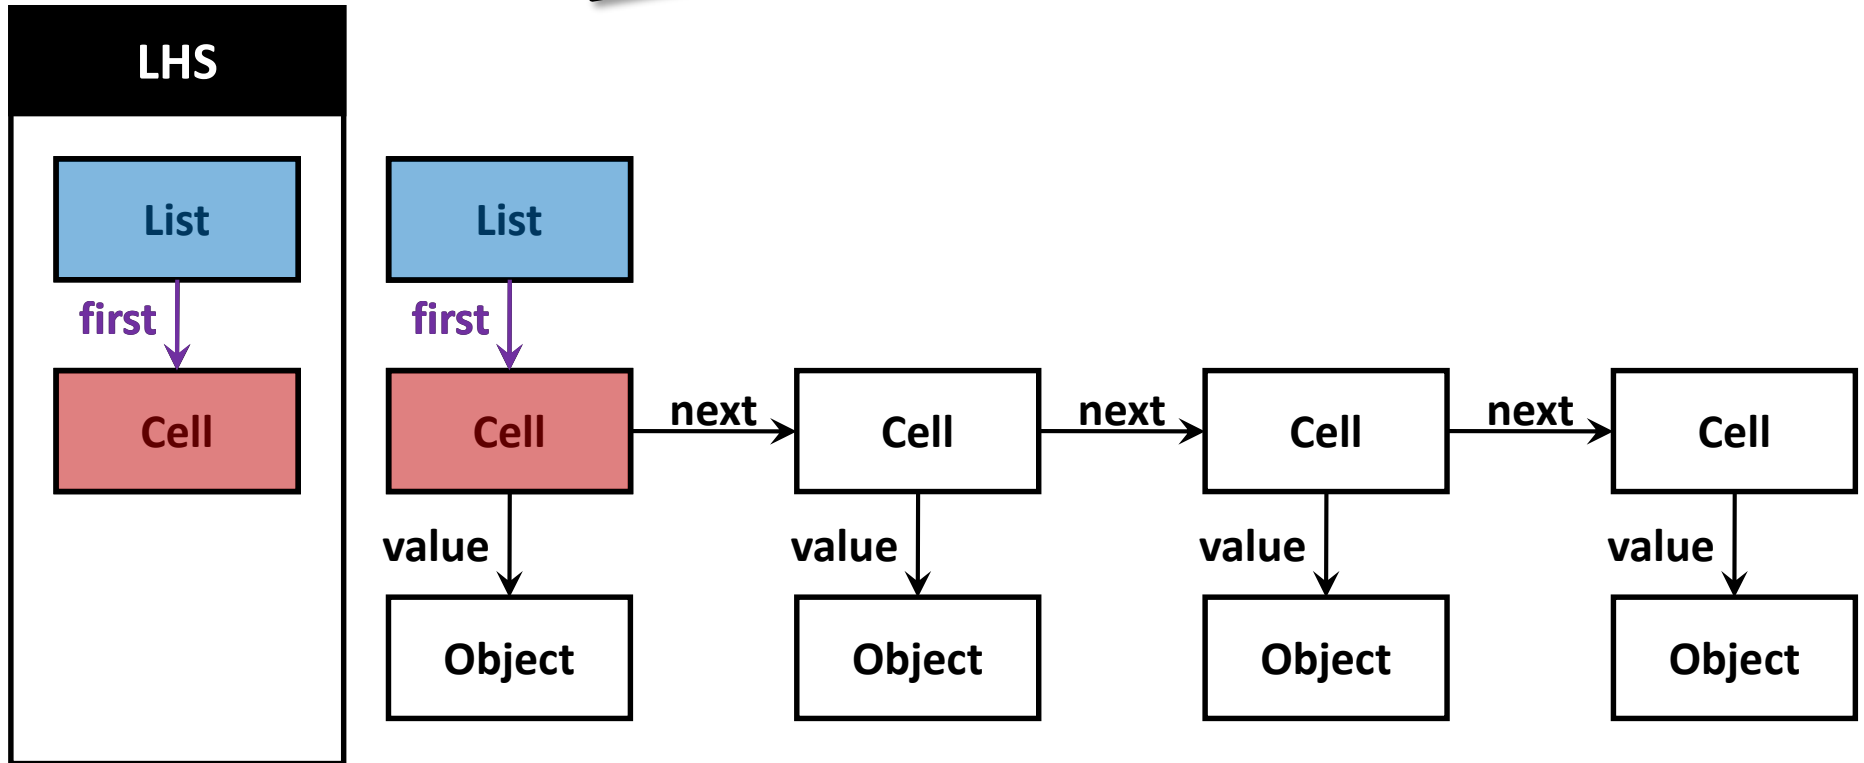 LHS
List
List
first
first
Cell
Cell
next
Cell
next
Cell
next
Cell
value
value
value
value
Object
Object
Object
Object